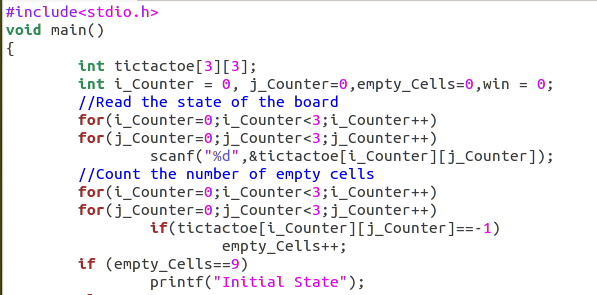 #include<stdio.h>
void main()
{
int tictactoe[3][3];
int i_Counter = 0, j_Counter=0,empty_Cells=0,win = 0;
//Read the state of the board
for(i_Counter=0;i_Counter<3;i_Counter++)
for(j_Counter=0;j_Counter<3;j_Counter++)
scanf("%d",&tictactoe[i_Counter][j_Counter]);
//Count the number of empty cells
for(i_Counter=0;i_Counter<3;i_Counter++)
for(j_Counter=0;j_Counter<3;j_Counter++)
if(tictactoe[i_Counter][j_Counter]==-1)
empty_Cells++;
if (empty_Cells==9)
printf("Initial State");